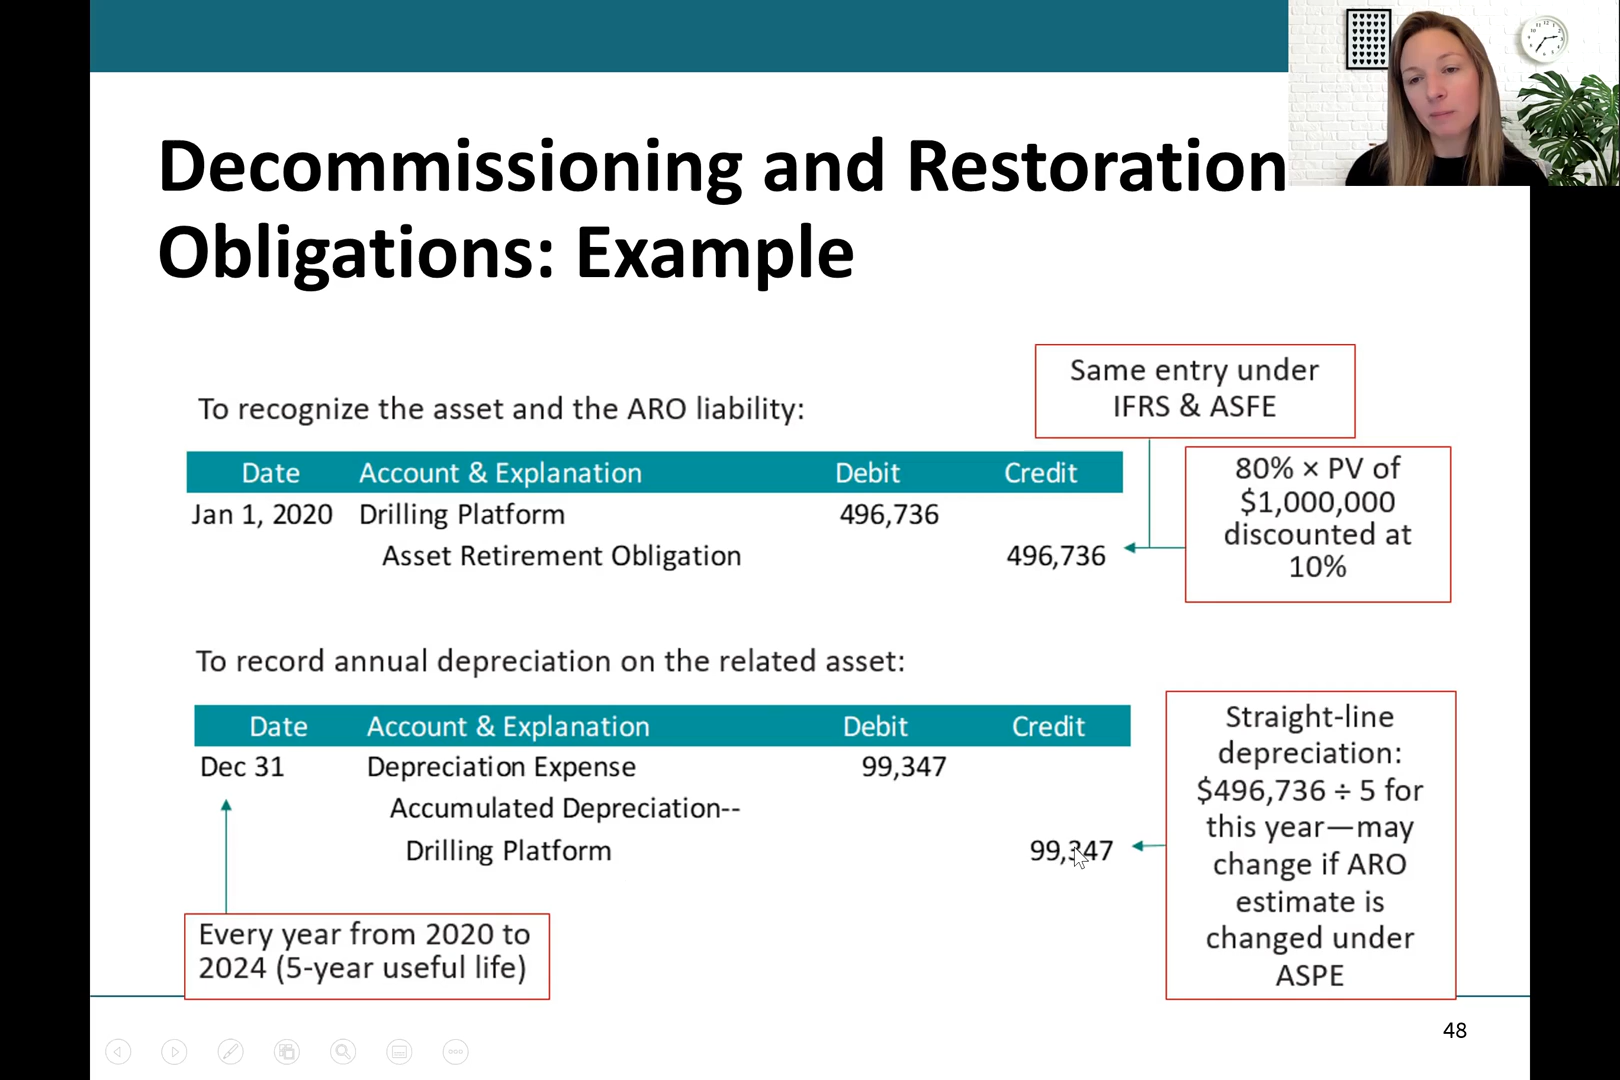 Decommissioning and Restoration
Obligations: Example
Same entry under
IFRS & ASFE
To recognize the asset and the ARO liability:
Date Account & Explanation Debit Credit
Jan 1, 2020 Drilling Platform 496,736
Asset Retirement Obligation 496,736
80% × PV of
$1,000,000
discounted at
10%
To record annual depreciation on the related asset:
Date Account & Explanation Debit Credit
Dec 31 Depreciation Expense 99,347
Accumulated Depreciation--
Drilling Platform 99,347
Straight-line
depreciation:
$496,736 ÷ 5 for
this year—may
change if ARO
estimate is
changed under
ASPE
Every year from 2020 to
2024 (5-year useful life)
48